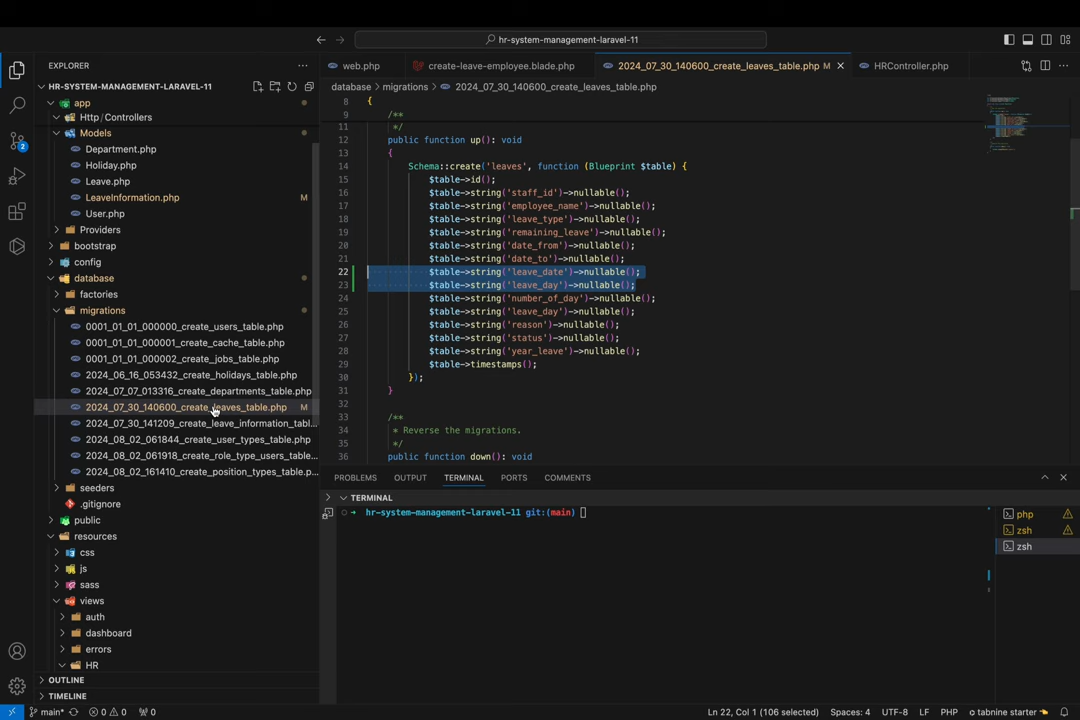 hr-system-management-laravel-11
EXPLORER
HR-SYSTEM-MANAGEMENT-LARAVEL-11
app
Http/Controllers
Models
Department.php
Holiday.php
Leave.php
LeaveInformation.php M
User.php
Providers
bootstrap
config
database
factories
migrations
0001_01_01_000000_create_users_table.php
0001_01_01_000001_create_cache_table.php
0001_01_01_000002_create_jobs_table.php
2024_06_16_053432_create_holidays_table.php
2024_07_07_013316_create_departments_table.php
2024_07_30_140600_create_leaves_table.php M
2024_07_30_141209_create_leave_information_tabl...
2024_08_02_061844_create_user_types_table.php
2024_08_02_061918_create_role_type_users_table...
2024_08_02_161410_create_position_types_table.p...
seeders
.gitignore
public
resources
css
js
sass
views
auth
dashboard
errors
HR
OUTLINE
TIMELINE
2
web.php
create-leave-employee.blade.php
2024_07_30_140600_create_leaves_table.php M
HRController.php
database > migrations > 2024_07_30_140600_create_leaves_table.php
8 {
9 /**
11 */
12 public function up(): void
13 {
14 Schema::create('leaves', function (Blueprint $table) {
15 $table->id();
16 $table->string('staff_id')->nullable();
17 $table->string('employee_name')->nullable();
18 $table->string('leave_type')->nullable();
19 $table->string('remaining_leave')->nullable();
20 $table->string('date_from')->nullable();
21 $table->string('date_to')->nullable();
22 $table->string('leave_date')->nullable();
23 $table->string('leave_day')->nullable();
24 $table->string('number_of_day')->nullable();
25 $table->string('leave_day')->nullable();
26 $table->string('reason')->nullable();
27 $table->string('status')->nullable();
28 $table->string('year_leave')->nullable();
29 $table->timestamps();
30 });
31 }
32
33 /**
34 * Reverse the migrations.
35 */
36 public function down(): void
PROBLEMS OUTPUT TERMINAL PORTS COMMENTS
TERMINAL
hr-system-management-laravel-11 git:(main)
php
zsh
zsh
main* 0 0 0
Ln 22, Col 1 (106 selected) Spaces: 4 UTF-8 LF PHP tabnine starter